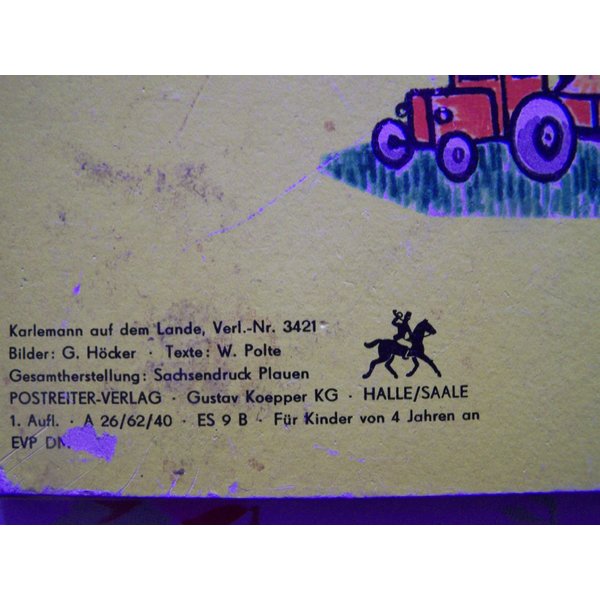 Karlemann auf dem Lande, Verl.-Nr. 3421
Bilder: G. Höcker · Texte: W. Polte
Gesamtherstellung: Sachsendruck Plauen
POSTREITER-VERLAG · Gustav Koepper KG · HALLE/SAALE
1. Aufl. · A 26/62/40 · ES 9 B · Für Kinder von 4 Jahren an
EVP